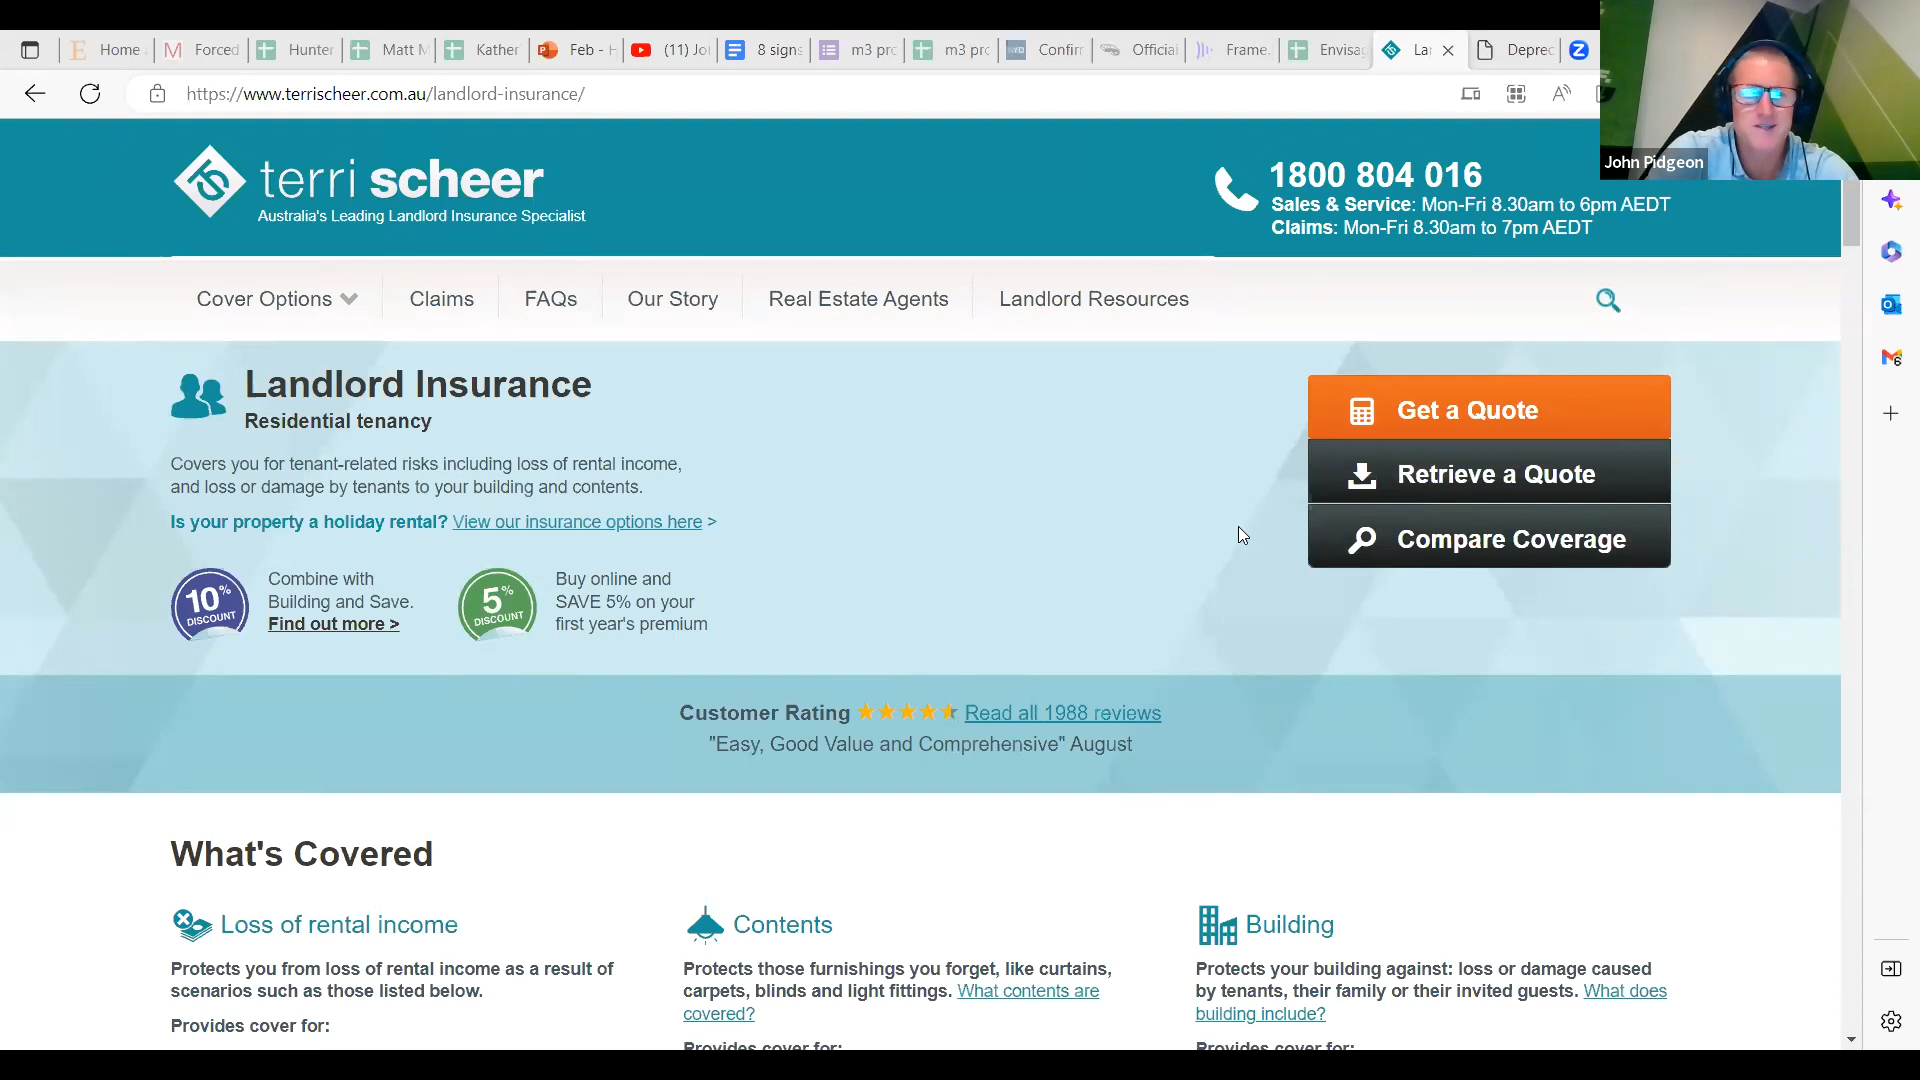 Home
Forced
Hunter
Matt M
Kather
Feb - H
(11) Jo
8 signs
m3 pro
m3 pro
Confirm
Official
Frame.
Envisa
La
Deprec
https://www.terrischeer.com.au/landlord-insurance/
John Pidgeon
terri scheer
Australia's Leading Landlord Insurance Specialist
1800 804 016
Sales & Service: Mon-Fri 8.30am to 6pm AEDT
Claims: Mon-Fri 8.30am to 7pm AEDT
Cover Options
Claims
FAQs
Our Story
Real Estate Agents
Landlord Resources
Landlord Insurance
Residential tenancy
Covers you for tenant-related risks including loss of rental income,
and loss or damage by tenants to your building and contents.
Is your property a holiday rental? View our insurance options here >
10%
DISCOUNT
Combine with
Building and Save.
Find out more >
5%
DISCOUNT
Buy online and
SAVE 5% on your
first year's premium
Get a Quote
Retrieve a Quote
Compare Coverage
Customer Rating Read all 1988 reviews
"Easy, Good Value and Comprehensive" August
What's Covered
Loss of rental income
Protects you from loss of rental income as a result of
scenarios such as those listed below.
Provides cover for:
Contents
Protects those furnishings you forget, like curtains,
carpets, blinds and light fittings. What contents are
covered?
Provides cover for:
Building
Protects your building against: loss or damage caused
by tenants, their family or their invited guests. What does
building include?
Provides cover for: